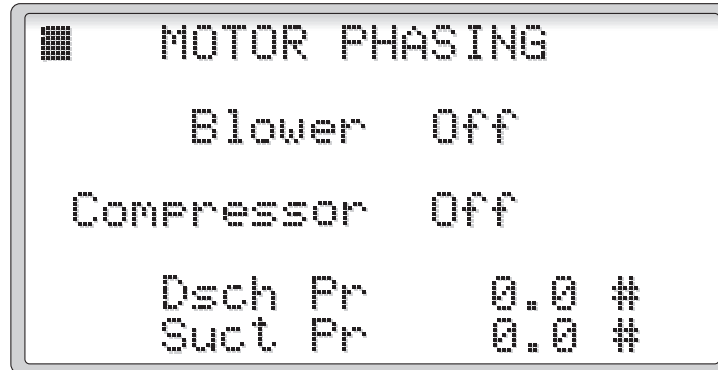 MOTOR PHASING
Blower Off
Compressor Off
Dsch Pr 0.0 #
Suct Pr 0.0 #